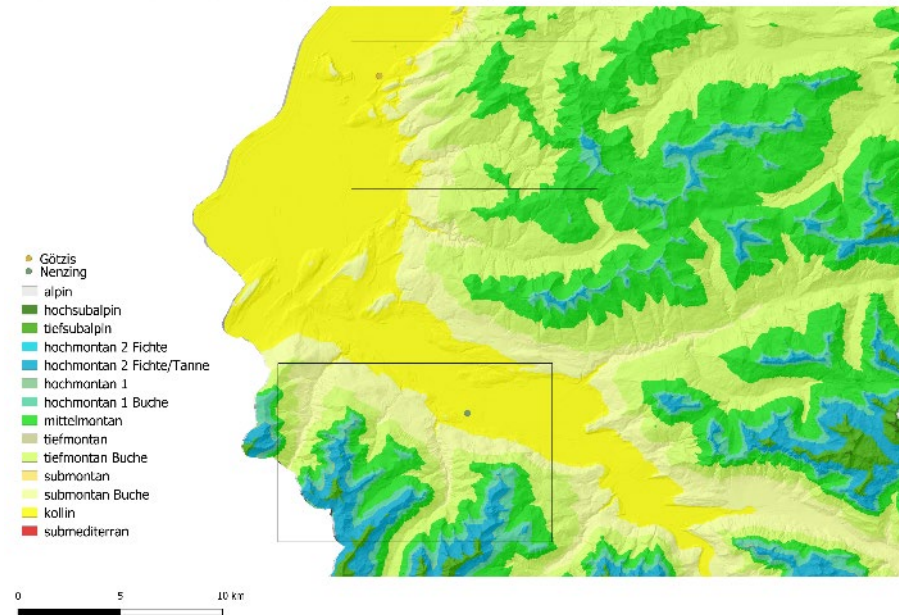 Götzis
Nenzing
alpin
hochsubalpin
tiefsubalpin
hochmontan 2 Fichte
hochmontan 2 Fichte/Tanne
hochmontan 1
hochmontan 1 Buche
mittelmontan
tiefmontan
tiefmontan Buche
submontan
submontan Buche
kollin
submediterran
0 5 10 km